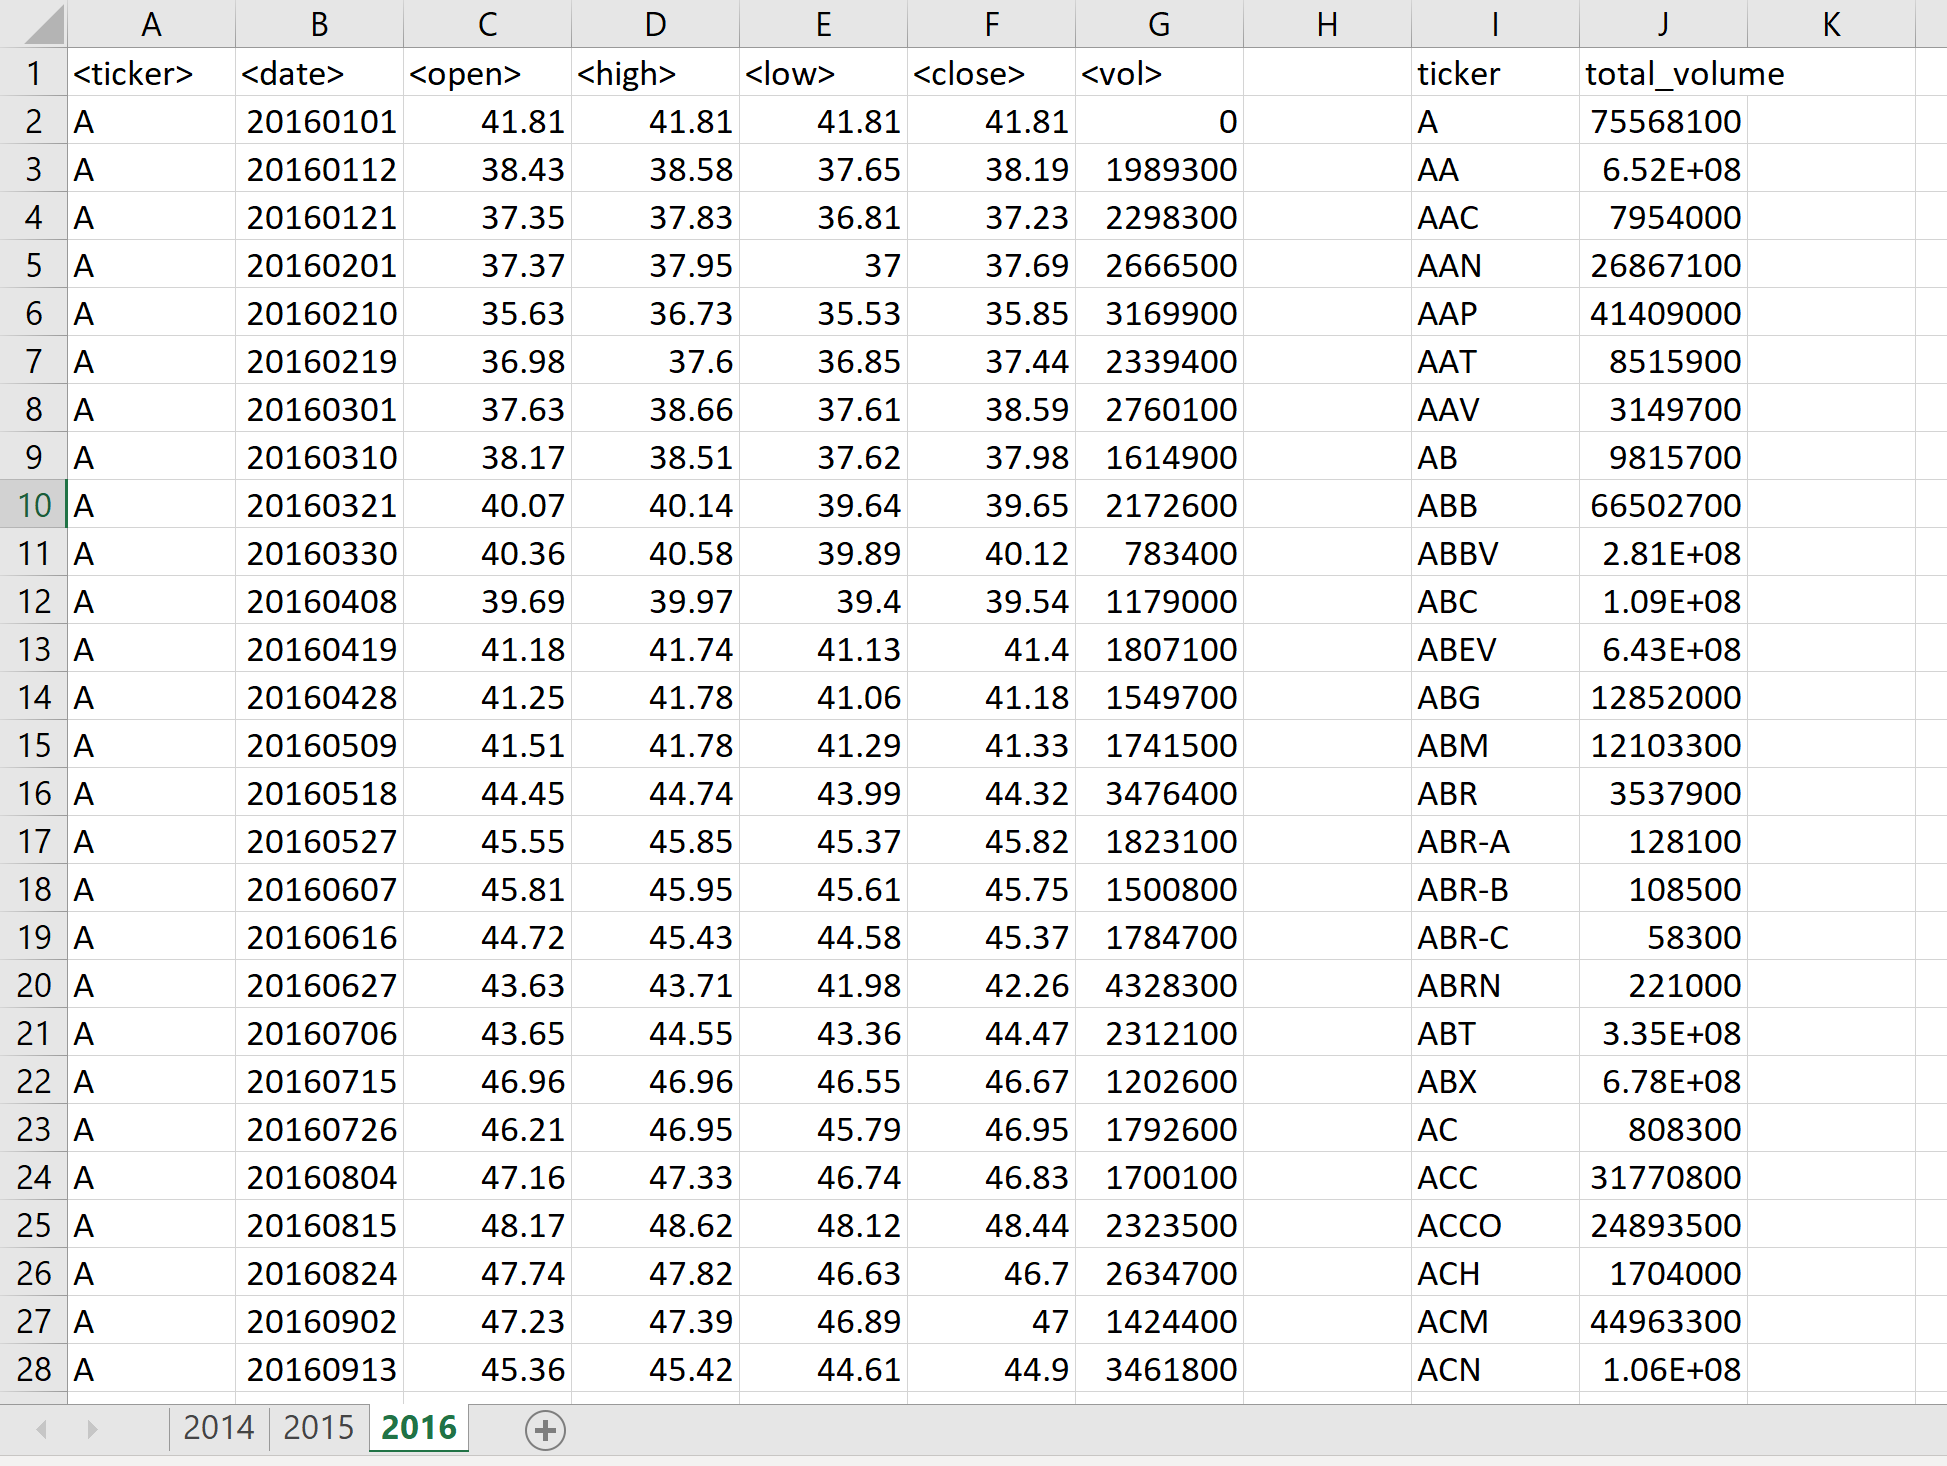 A B C D E F G H I J K
1 <ticker> <date> <open> <high> <low> <close> <vol> ticker total_volume
2 A 20160101 41.81 41.81 41.81 41.81 0 A 75568100
3 A 20160112 38.43 38.58 37.65 38.19 1989300 AA 6.52E+08
4 A 20160121 37.35 37.83 36.81 37.23 2298300 AAC 7954000
5 A 20160201 37.37 37.95 37 37.69 2666500 AAN 26867100
6 A 20160210 35.63 36.73 35.53 35.85 3169900 AAP 41409000
7 A 20160219 36.98 37.6 36.85 37.44 2339400 AAT 8515900
8 A 20160301 37.63 38.66 37.61 38.59 2760100 AAV 3149700
9 A 20160310 38.17 38.51 37.62 37.98 1614900 AB 9815700
10 A 20160321 40.07 40.14 39.64 39.65 2172600 ABB 66502700
11 A 20160330 40.36 40.58 39.89 40.12 783400 ABBV 2.81E+08
12 A 20160408 39.69 39.97 39.4 39.54 1179000 ABC 1.09E+08
13 A 20160419 41.18 41.74 41.13 41.4 1807100 ABEV 6.43E+08
14 A 20160428 41.25 41.78 41.06 41.18 1549700 ABG 12852000
15 A 20160509 41.51 41.78 41.29 41.33 1741500 ABM 12103300
16 A 20160518 44.45 44.74 43.99 44.32 3476400 ABR 3537900
17 A 20160527 45.55 45.85 45.37 45.82 1823100 ABR-A 128100
18 A 20160607 45.81 45.95 45.61 45.75 1500800 ABR-B 108500
19 A 20160616 44.72 45.43 44.58 45.37 1784700 ABR-C 58300
20 A 20160627 43.63 43.71 41.98 42.26 4328300 ABRN 221000
21 A 20160706 43.65 44.55 43.36 44.47 2312100 ABT 3.35E+08
22 A 20160715 46.96 46.96 46.55 46.67 1202600 ABX 6.78E+08
23 A 20160726 46.21 46.95 45.79 46.95 1792600 AC 808300
24 A 20160804 47.16 47.33 46.74 46.83 1700100 ACC 31770800
25 A 20160815 48.17 48.62 48.12 48.44 2323500 ACCO 24893500
26 A 20160824 47.74 47.82 46.63 46.7 2634700 ACH 1704000
27 A 20160902 47.23 47.39 46.89 47 1424400 ACM 44963300
28 A 20160913 45.36 45.42 44.61 44.9 3461800 ACN 1.06E+08
2014 2015 2016